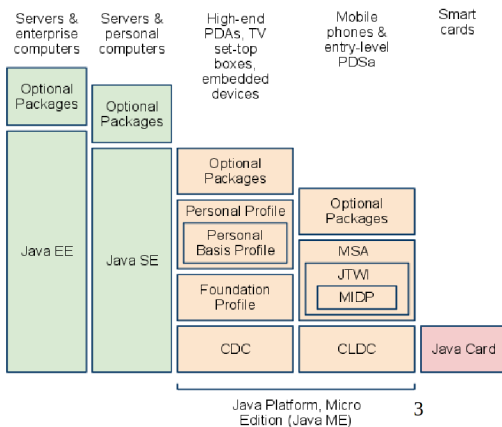 Servers &
enterprise
computers
Servers &
personal
computers
High-end
PDAs, TV
set-top
boxes,
embedded
devices
Mobile
phones &
entry-level
PDSa
Smart
cards
Optional
Packages
Java EE
Optional
Packages
Java SE
Optional
Packages
Personal Profile
Personal
Basis Profile
Foundation
Profile
CDC
Optional
Packages
MSA
JTWI
MIDP
CLDC
Java Card
Java Platform, Micro
Edition (Java ME)
3